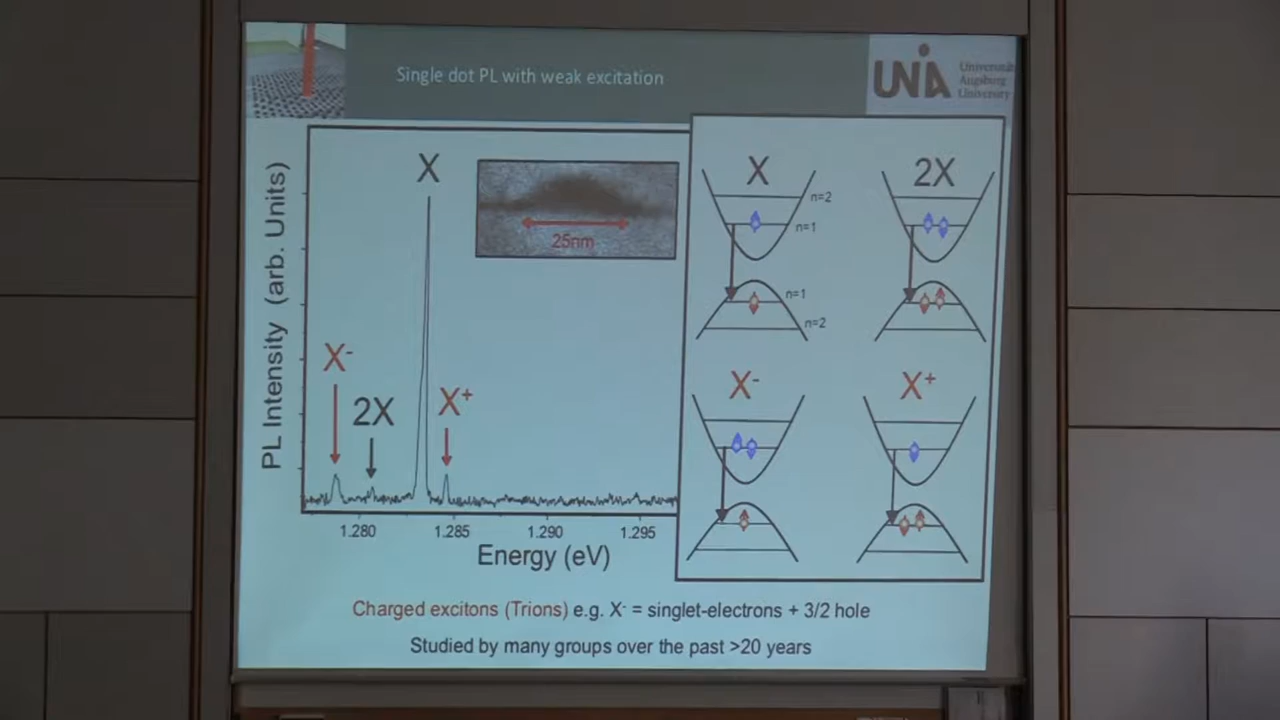 Single dot PL with weak excitation
UNIA
Universität
Augsburg
University
PL Intensity (arb. Units)
X
25nm
X-
2X
X+
1.280
1.285
1.290
1.295
Energy (eV)
X
n=2
n=1
n=1
n=2
2X
X-
X+
Charged excitons (Trions) e.g. X- = singlet-electrons + 3/2 hole
Studied by many groups over the past >20 years